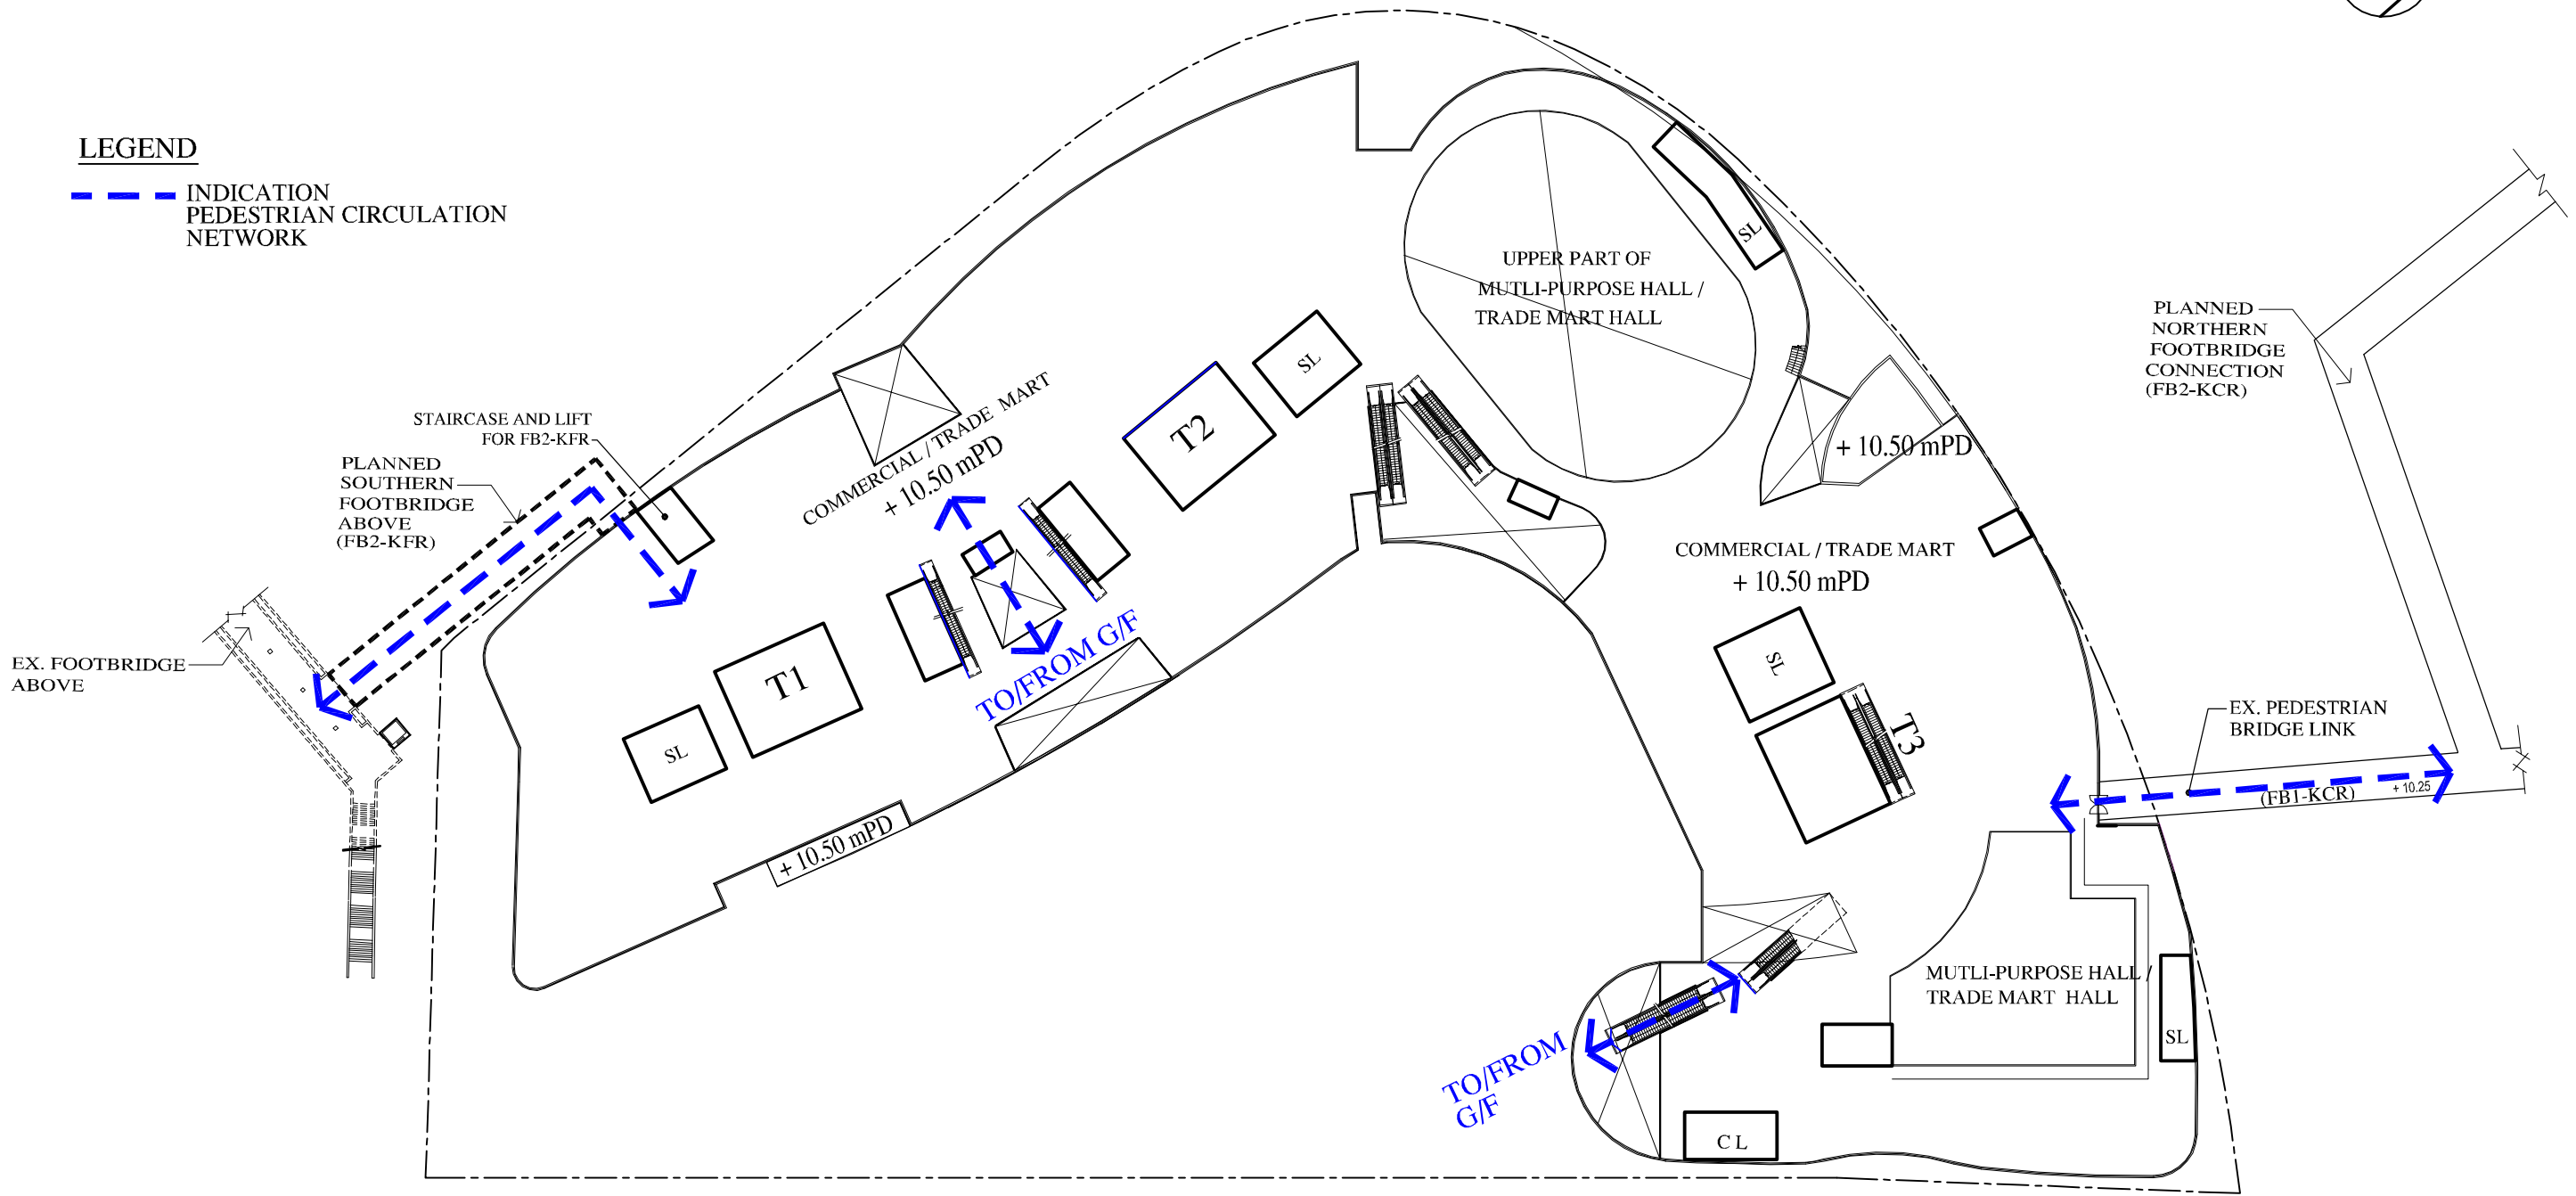 LEGEND
INDICATION
PEDESTRIAN CIRCULATION
NETWORK
STAIRCASE AND LIFT
FOR FB2-KFR
PLANNED
SOUTHERN
FOOTBRIDGE
ABOVE
(FB2-KFR)
EX. FOOTBRIDGE
ABOVE
COMMERCIAL / TRADE MART
+ 10.50 mPD
T2
SL
T1
SL
TO/FROM G/F
+ 10.50 mPD
UPPER PART OF
MUTLI-PURPOSE HALL /
TRADE MART HALL
SL
+ 10.50 mPD
COMMERCIAL / TRADE MART
+ 10.50 mPD
SL
T3
PLANNED
NORTHERN
FOOTBRIDGE
CONNECTION
(FB2-KCR)
EX. PEDESTRIAN
BRIDGE LINK
(FB1-KCR)
+ 10.25
MUTLI-PURPOSE HALL /
TRADE MART HALL
SL
TO/FROM
G/F
C L